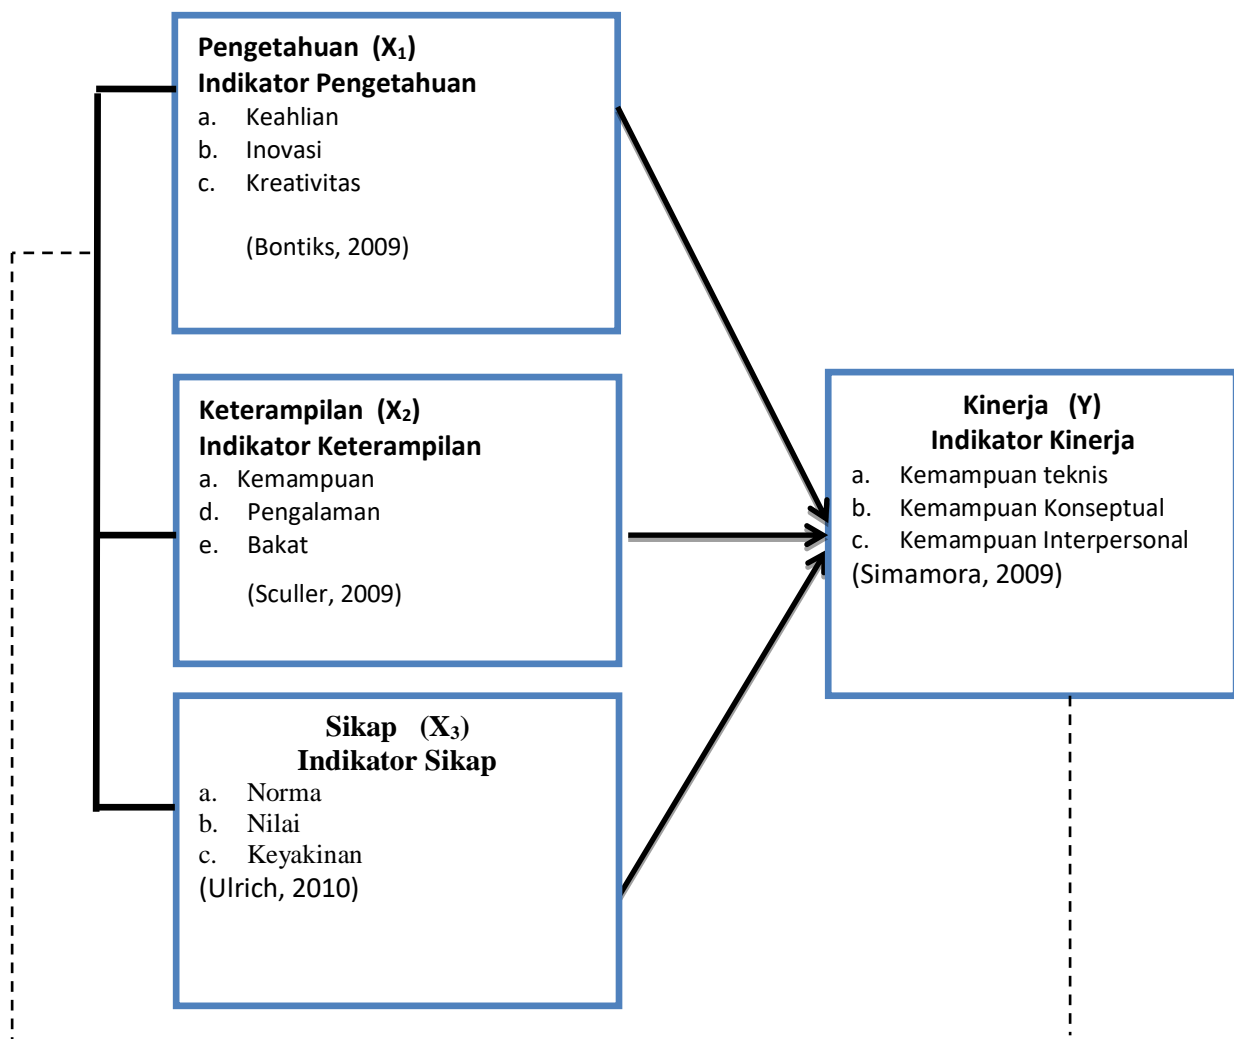 Pengetahuan (X₁)
Indikator Pengetahuan
a. Keahlian
b. Inovasi
c. Kreativitas
(Bontiks, 2009)
Keterampilan (X₂)
Indikator Keterampilan
a. Kemampuan
d. Pengalaman
e. Bakat
(Sculler, 2009)
Sikap (X₃)
Indikator Sikap
a. Norma
b. Nilai
c. Keyakinan
(Ulrich, 2010)
Kinerja (Y)
Indikator Kinerja
a. Kemampuan teknis
b. Kemampuan Konseptual
c. Kemampuan Interpersonal
(Simamora, 2009)